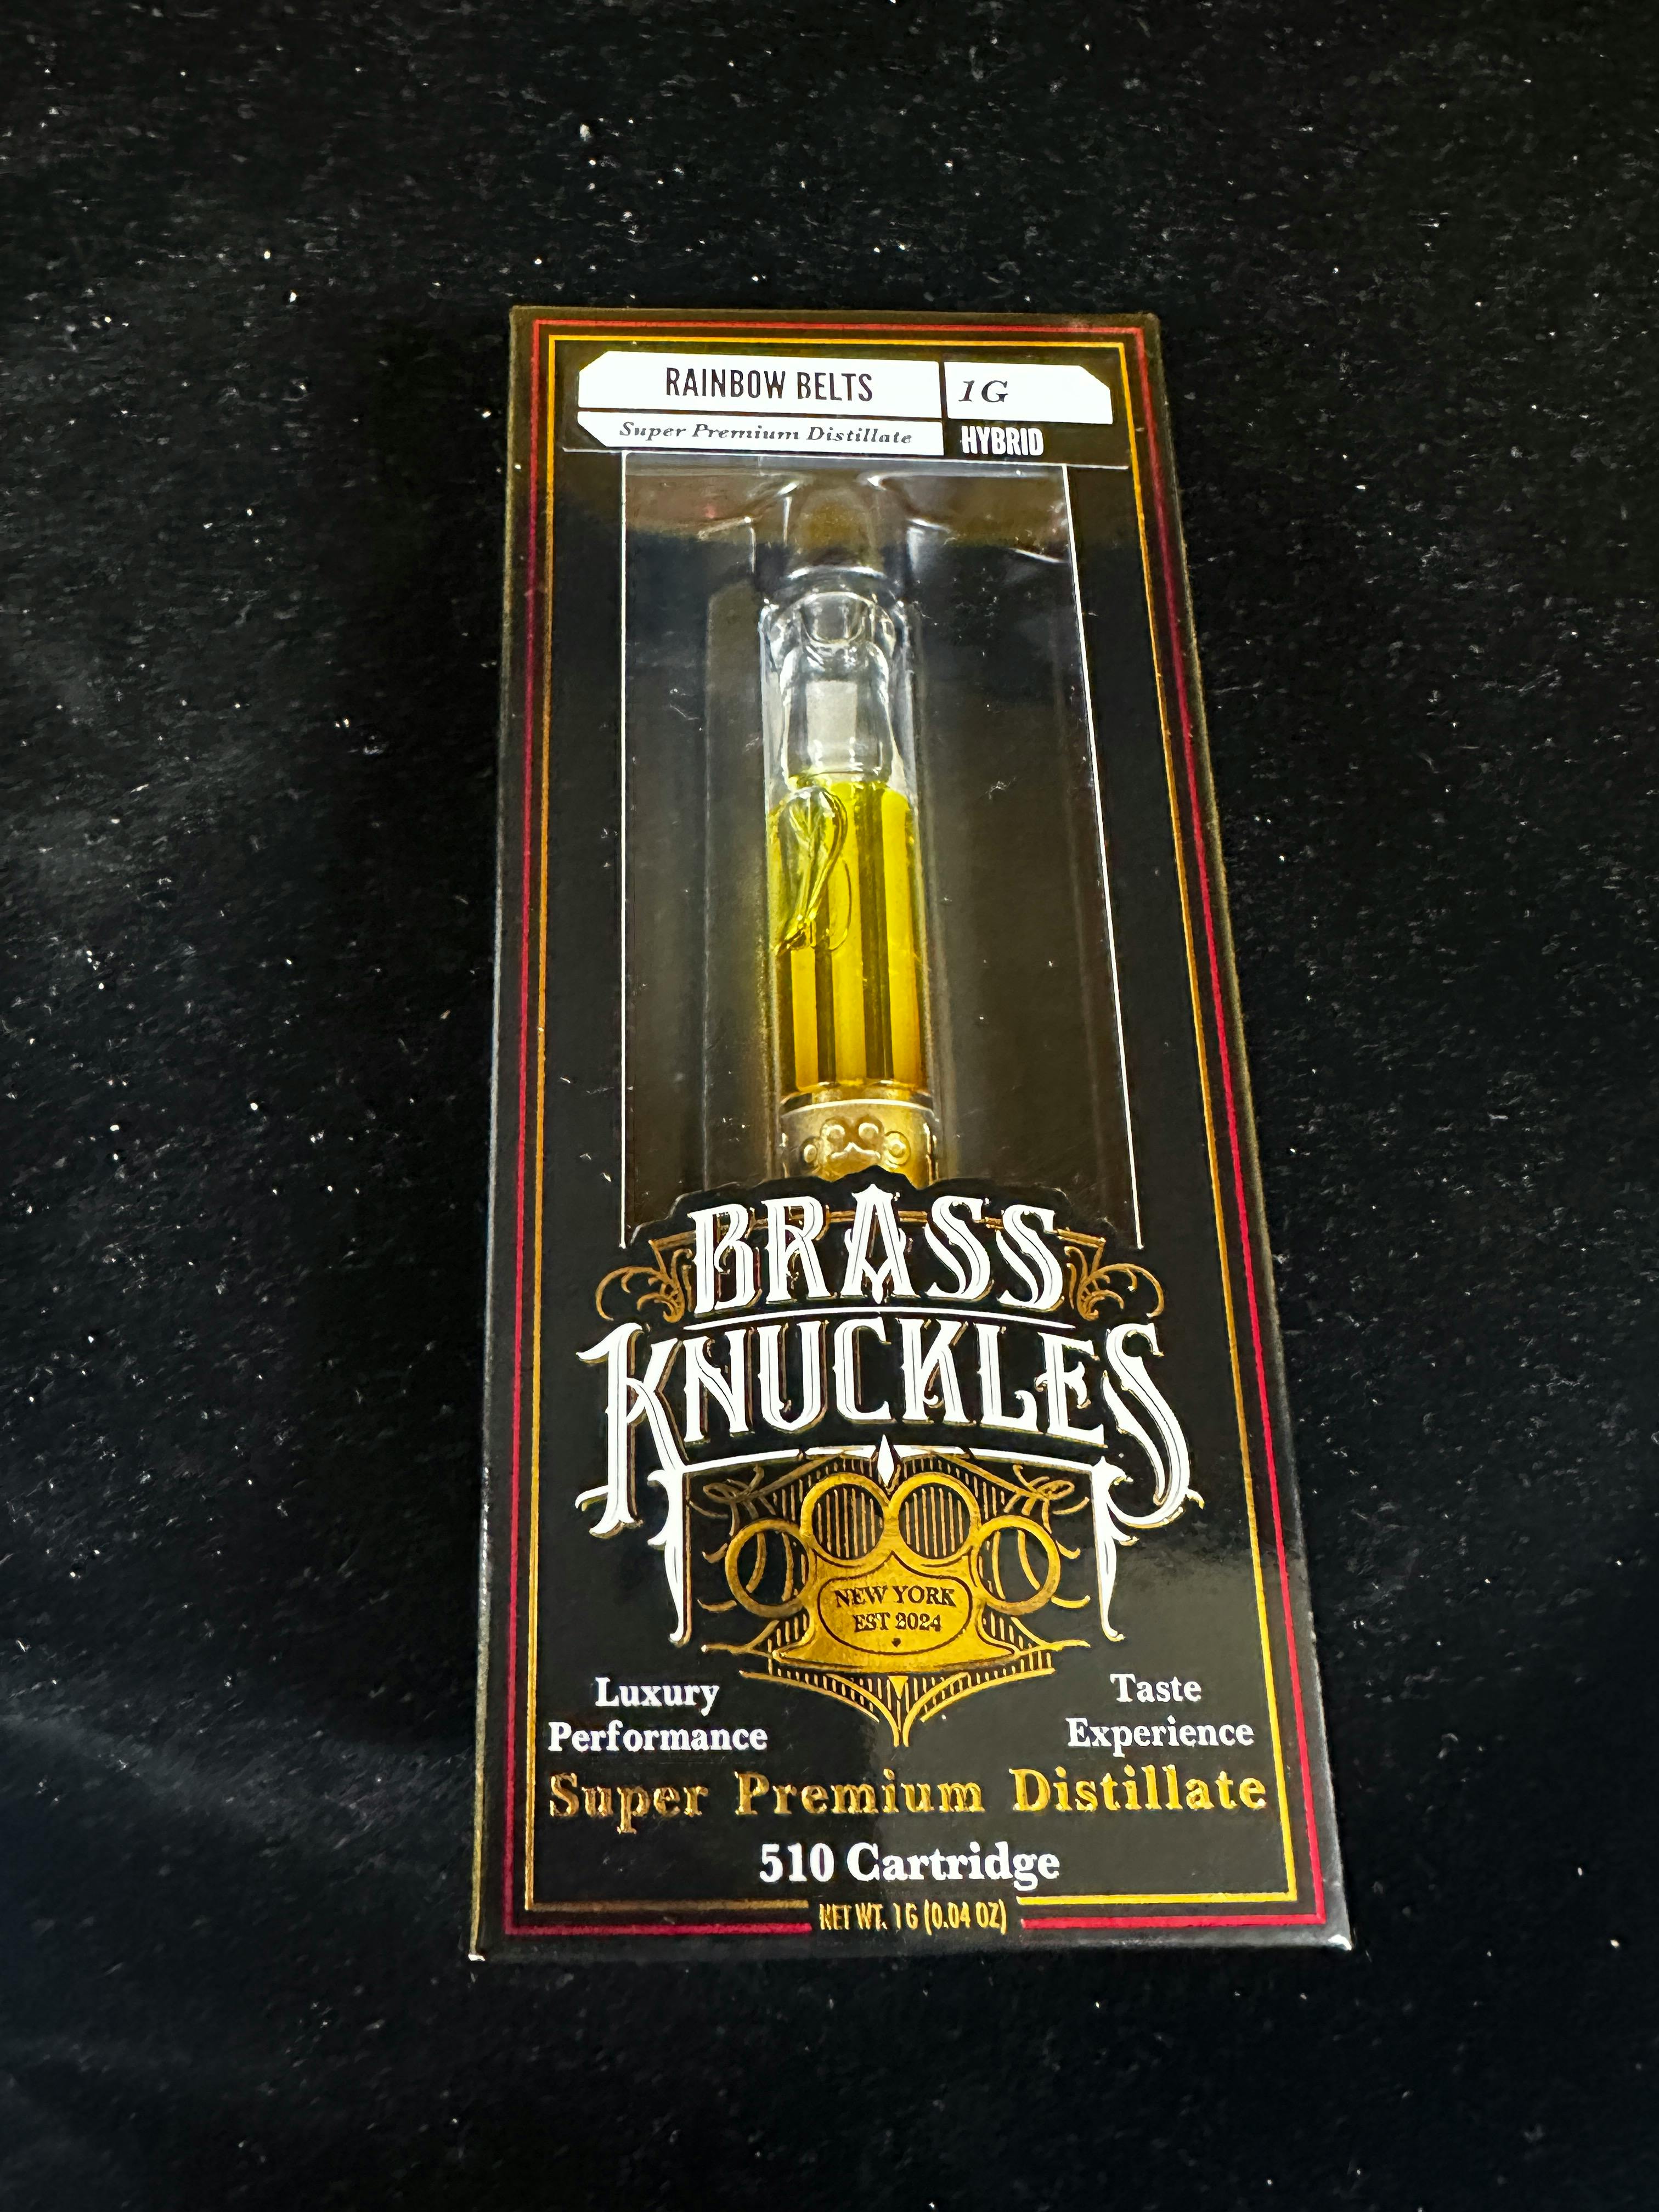 RAINBOW BELTS
1G
Super Premium Distillate
HYBRID
BRASS
KNUCKLES
NEW YORK
EST 2024
Luxury
Performance
Taste
Experience
Super Premium Distillate
510 Cartridge
NET WT. 1G (0.04 OZ)